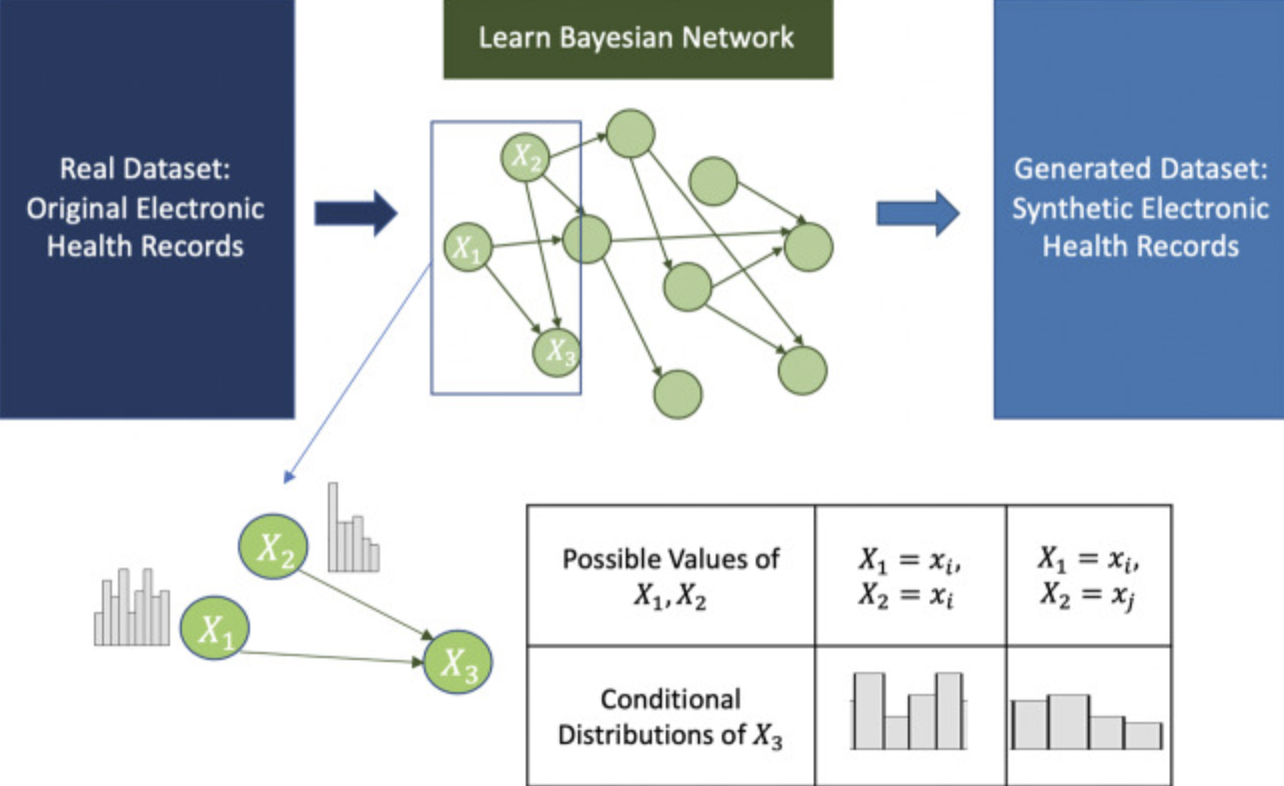 Learn Bayesian Network
Real Dataset:
Original Electronic
Health Records
X₂
X₁
X₃
Generated Dataset:
Synthetic Electronic
Health Records
X₂
X₁
X₃
Possible Values of
X₁, X₂
X₁ = xᵢ,
X₂ = xᵢ
X₁ = xᵢ,
X₂ = xⱼ
Conditional
Distributions of X₃